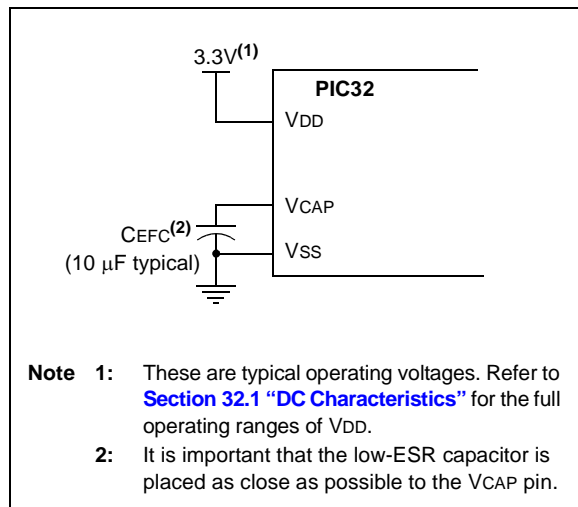 3.3V(1)
PIC32
VDD
VCAP
CEFC(2)
(10 μF typical)
VSS
Note 1: These are typical operating voltages. Refer to
Section 32.1 “DC Characteristics” for the full
operating ranges of VDD.
2: It is important that the low-ESR capacitor is
placed as close as possible to the VCAP pin.